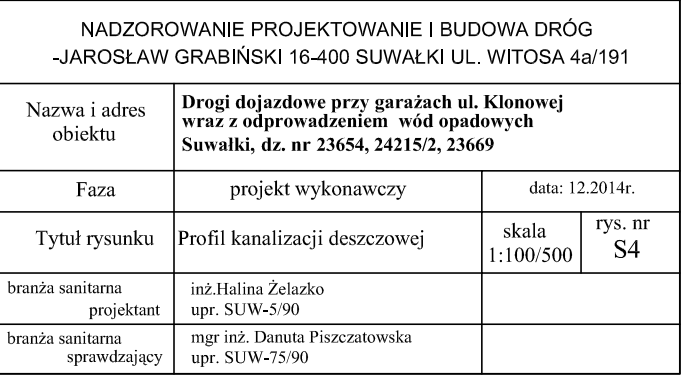 NADZOROWANIE PROJEKTOWANIE I BUDOWA DRÓG
-JAROSŁAW GRABIŃSKI 16-400 SUWAŁKI UL. WITOSA 4a/191
Nazwa i adres
obiektu
Drogi dojazdowe przy garażach ul. Klonowej
wraz z odprowadzeniem wód opadowych
Suwałki, dz. nr 23654, 24215/2, 23669
Faza
projekt wykonawczy
data: 12.2014r.
Tytuł rysunku
Profil kanalizacji deszczowej
skala
1:100/500
rys. nr
S4
branża sanitarna
projektant
inż.Halina Żelazko
upr. SUW-5/90
branża sanitarna
sprawdzający
mgr inż. Danuta Piszczatowska
upr. SUW-75/90